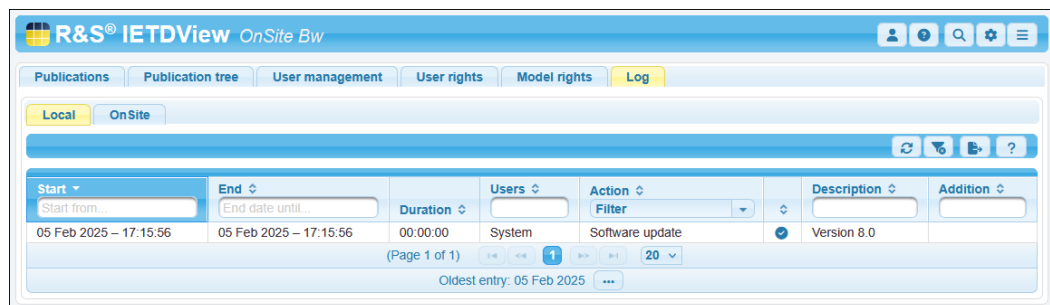 R&S® IETDView OnSite Bw
Publications Publication tree User management User rights Model rights Log
Local OnSite
?
Start End Duration Users Action Description Addition
Start from... End date until... Filter
05 Feb 2025 – 17:15:56 05 Feb 2025 – 17:15:56 00:00:00 System Software update Version 8.0
(Page 1 of 1) 1 20
Oldest entry: 05 Feb 2025 ...